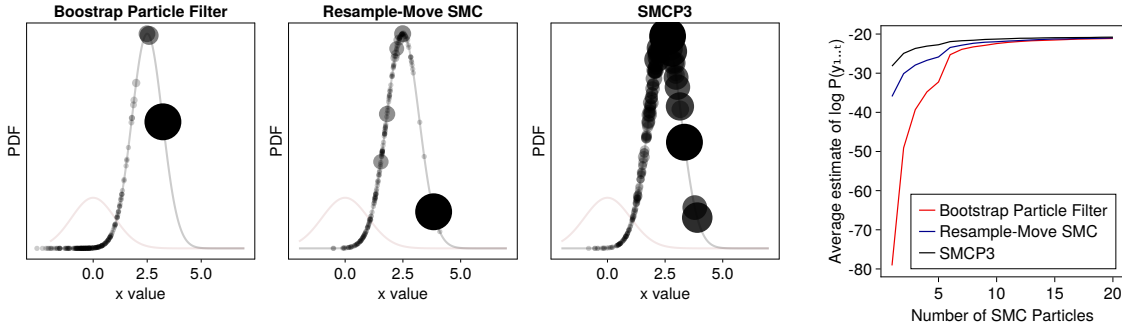 Boostrap Particle Filter
PDF
0.0 2.5 5.0
x value
Resample-Move SMC
PDF
0.0 2.5 5.0
x value
SMCP3
PDF
0.0 2.5 5.0
x value
Average estimate of log P(y₁...ₜ)
-20
-30
-40
-50
-60
-70
-80
Bootstrap Particle Filter
Resample-Move SMC
SMCP3
5 10 15 20
Number of SMC Particles